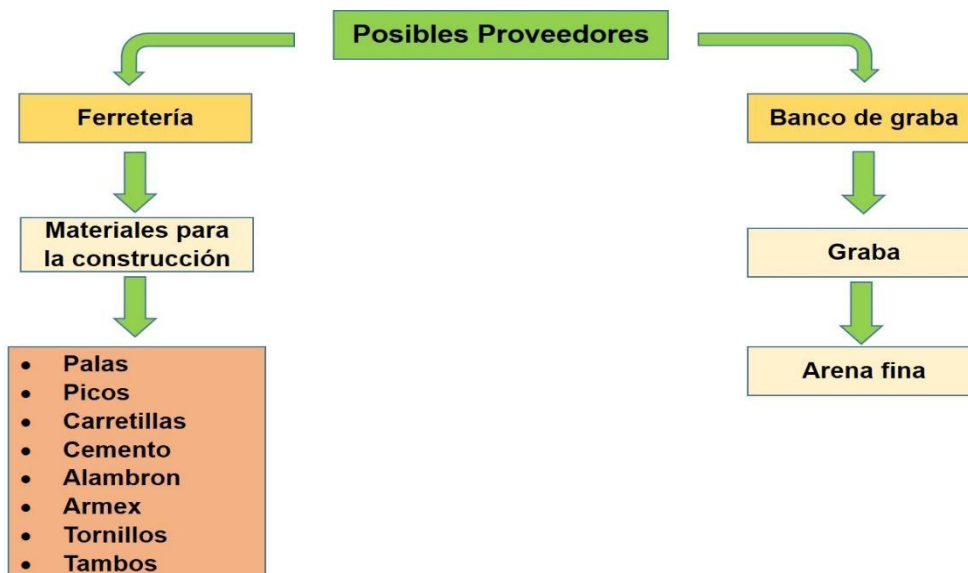 Posibles Proveedores
Ferretería
Materiales para
la construcción
• Palas
• Picos
• Carretillas
• Cemento
• Alambron
• Armex
• Tornillos
• Tambos
Banco de graba
Graba
Arena fina